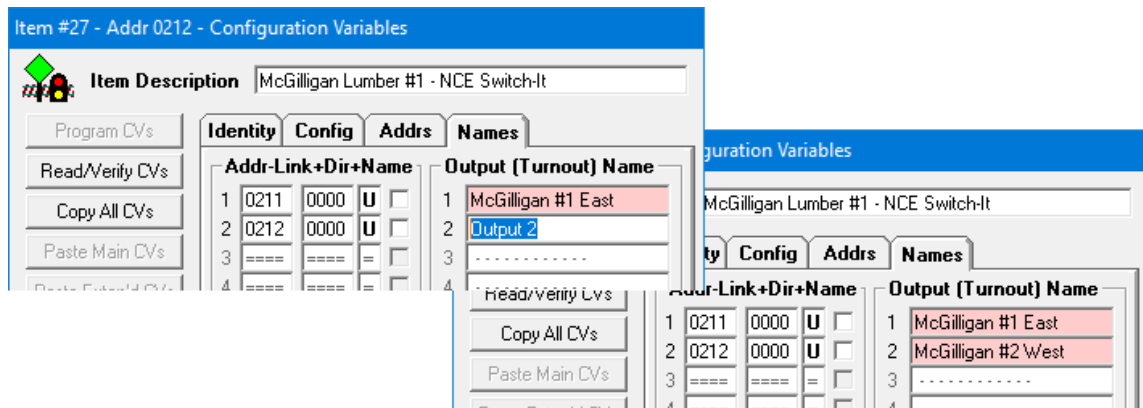 Item #27 - Addr 0212 - Configuration Variables
Item Description McGilligan Lumber #1 - NCE Switch-It
Program CVs
Read/Verify CVs
Copy All CVs
Paste Main CVs
Identity Config Addrs Names
Addr-Link+Dir+Name Output (Turnout) Name
1 0211 0000 U 1 McGilligan #1 East
2 0212 0000 U 2 Output 2
3 ==== ==== = 3 - - - - - - - - - - - -
4 ==== ==== = 4 - - - - - - - - - - - -
guration Variables
McGilligan Lumber #1 - NCE Switch-It
ty Config Addrs Names
Read/Verify CVs
Copy All CVs
Paste Main CVs
Addr-Link+Dir+Name Output (Turnout) Name
1 0211 0000 U 1 McGilligan #1 East
2 0212 0000 U 2 McGilligan #2 West
3 ==== ==== = 3 - - - - - - - - - - - -